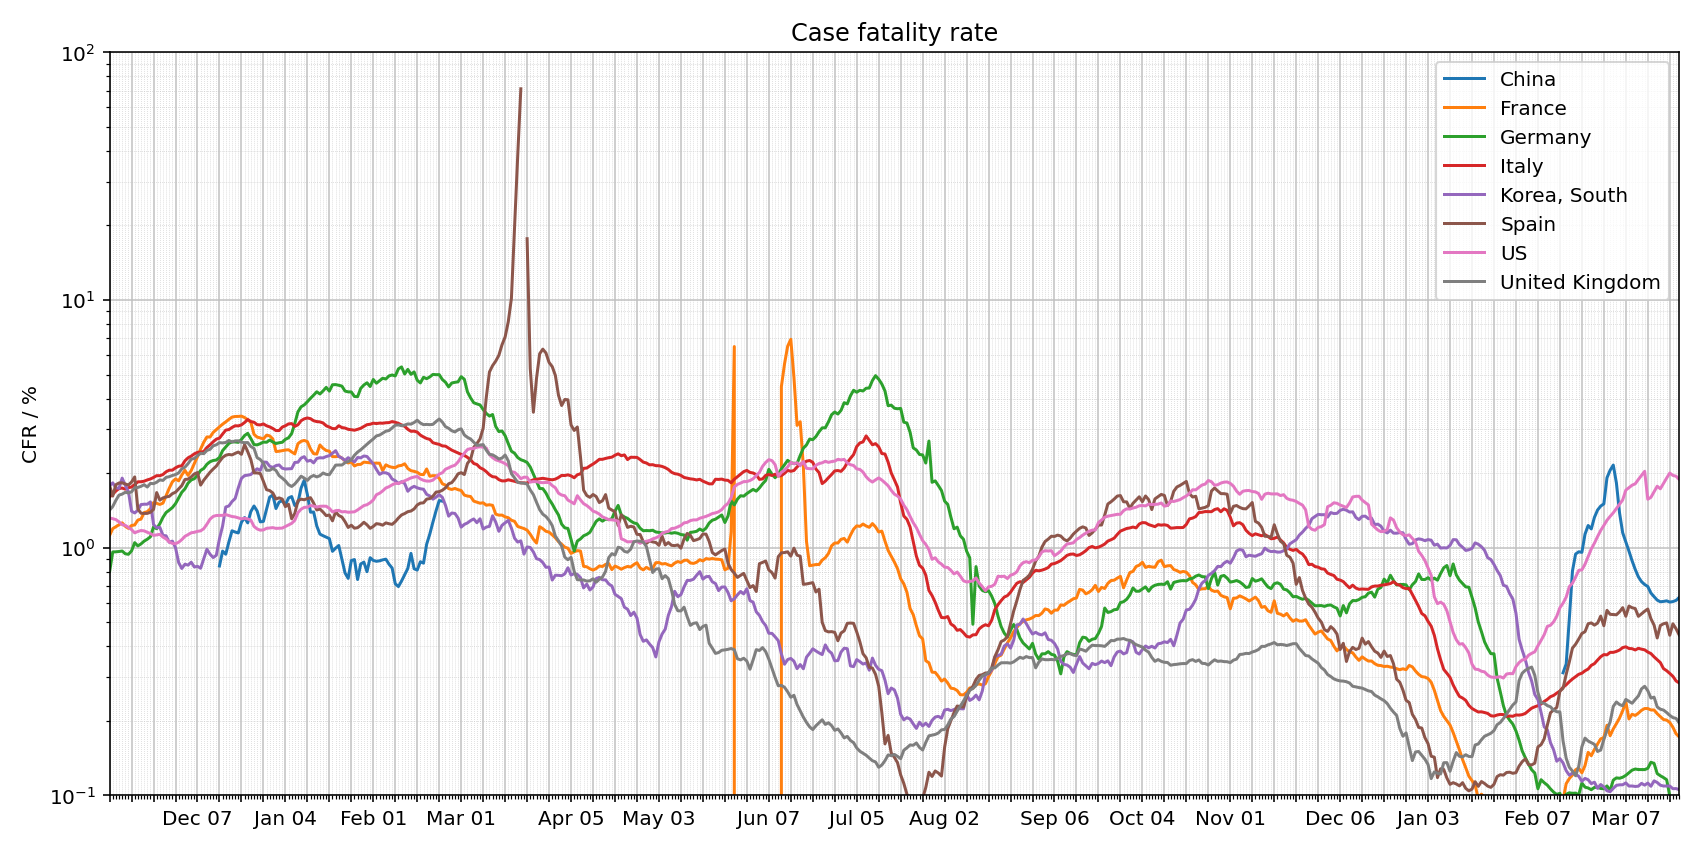 Case fatality rate
CFR / %
10²
10¹
10⁰
10⁻¹
China
France
Germany
Italy
Korea, South
Spain
US
United Kingdom
Dec 07 Jan 04 Feb 01 Mar 01 Apr 05 May 03 Jun 07 Jul 05 Aug 02 Sep 06 Oct 04 Nov 01 Dec 06 Jan 03 Feb 07 Mar 07